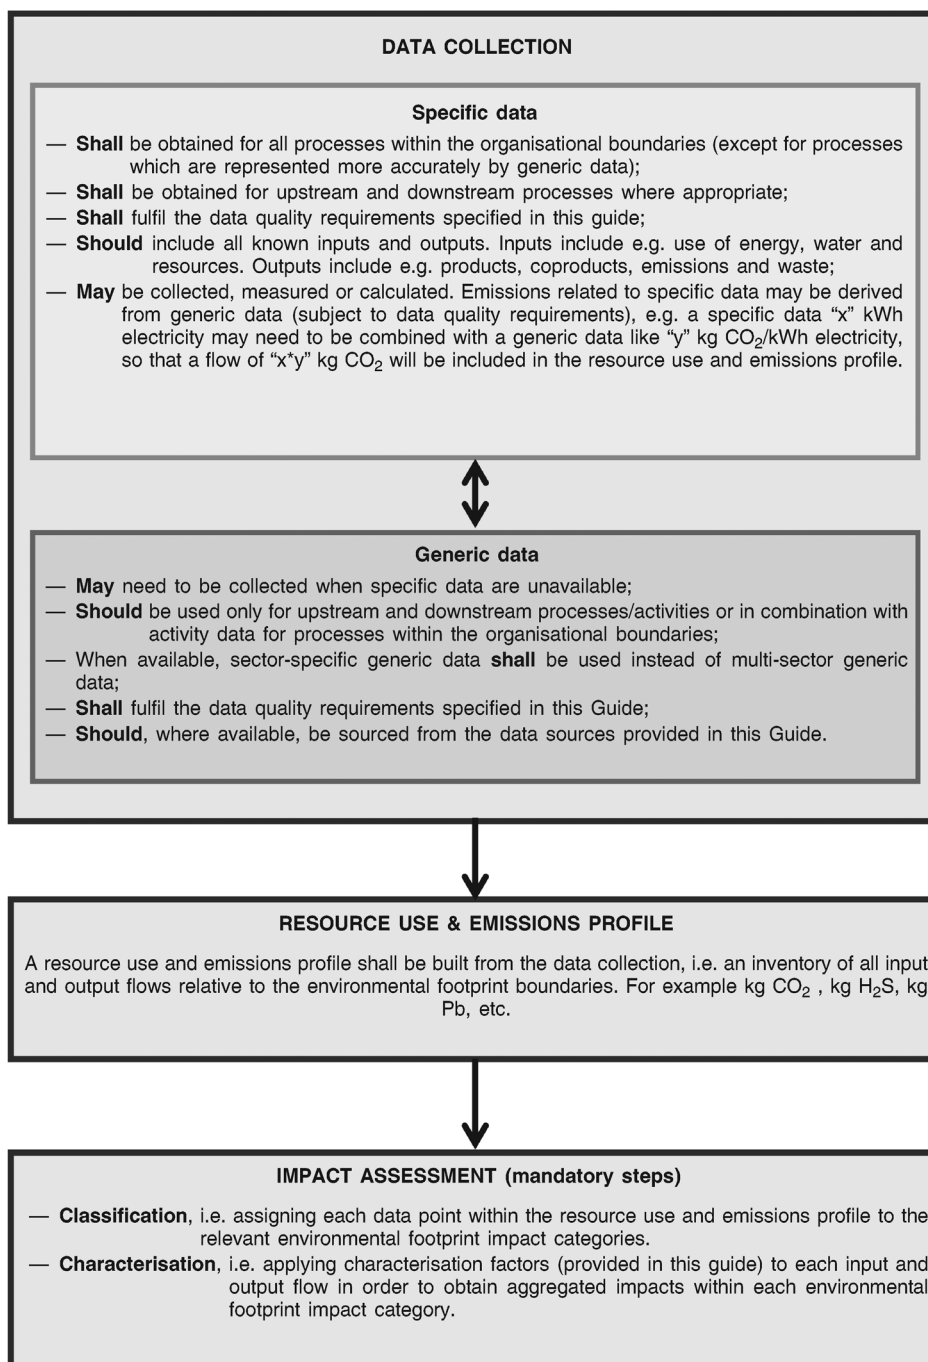 DATA COLLECTION
Specific data
— Shall be obtained for all processes within the organisational boundaries (except for processes
which are represented more accurately by generic data);
— Shall be obtained for upstream and downstream processes where appropriate;
— Shall fulfil the data quality requirements specified in this guide;
— Should include all known inputs and outputs. Inputs include e.g. use of energy, water and
resources. Outputs include e.g. products, coproducts, emissions and waste;
— May be collected, measured or calculated. Emissions related to specific data may be derived
from generic data (subject to data quality requirements), e.g. a specific data “x” kWh
electricity may need to be combined with a generic data like “y” kg CO₂/kWh electricity,
so that a flow of “x*y” kg CO₂ will be included in the resource use and emissions profile.
Generic data
— May need to be collected when specific data are unavailable;
— Should be used only for upstream and downstream processes/activities or in combination with
activity data for processes within the organisational boundaries;
— When available, sector-specific generic data shall be used instead of multi-sector generic
data;
— Shall fulfil the data quality requirements specified in this Guide;
— Should, where available, be sourced from the data sources provided in this Guide.
RESOURCE USE & EMISSIONS PROFILE
A resource use and emissions profile shall be built from the data collection, i.e. an inventory of all input
and output flows relative to the environmental footprint boundaries. For example kg CO₂ , kg H₂S, kg
Pb, etc.
IMPACT ASSESSMENT (mandatory steps)
— Classification, i.e. assigning each data point within the resource use and emissions profile to the
relevant environmental footprint impact categories.
— Characterisation, i.e. applying characterisation factors (provided in this guide) to each input and
output flow in order to obtain aggregated impacts within each environmental
footprint impact category.